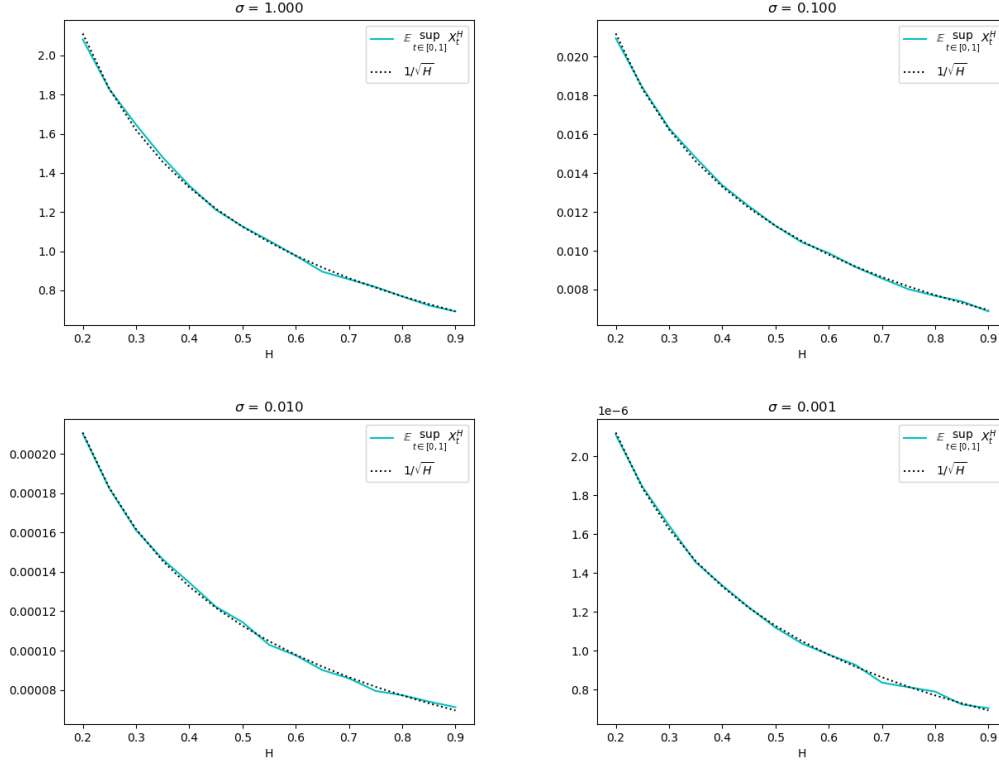 σ = 1.000
𝔼 sup X_t^H
t∈[0,1]
1/√H
2.0
1.8
1.6
1.4
1.2
1.0
0.8
0.2 0.3 0.4 0.5 0.6 0.7 0.8 0.9
H
σ = 0.100
𝔼 sup X_t^H
t∈[0,1]
1/√H
0.020
0.018
0.016
0.014
0.012
0.010
0.008
0.2 0.3 0.4 0.5 0.6 0.7 0.8 0.9
H
σ = 0.010
𝔼 sup X_t^H
t∈[0,1]
1/√H
0.00020
0.00018
0.00016
0.00014
0.00012
0.00010
0.00008
0.2 0.3 0.4 0.5 0.6 0.7 0.8 0.9
H
σ = 0.001
1e−6
𝔼 sup X_t^H
t∈[0,1]
1/√H
2.0
1.8
1.6
1.4
1.2
1.0
0.8
0.2 0.3 0.4 0.5 0.6 0.7 0.8 0.9
H